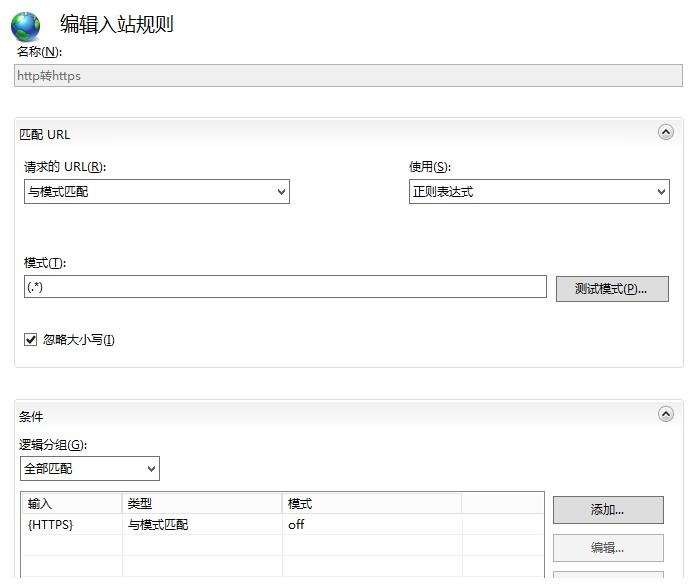 编辑入站规则
名称(N):
http转https
匹配 URL
请求的 URL(R): 使用(S):
与模式匹配 正则表达式
模式(T):
(.*) 测试模式(P)...
忽略大小写(I)
条件
逻辑分组(G):
全部匹配
输入 类型 模式 添加...
{HTTPS} 与模式匹配 off
编辑...